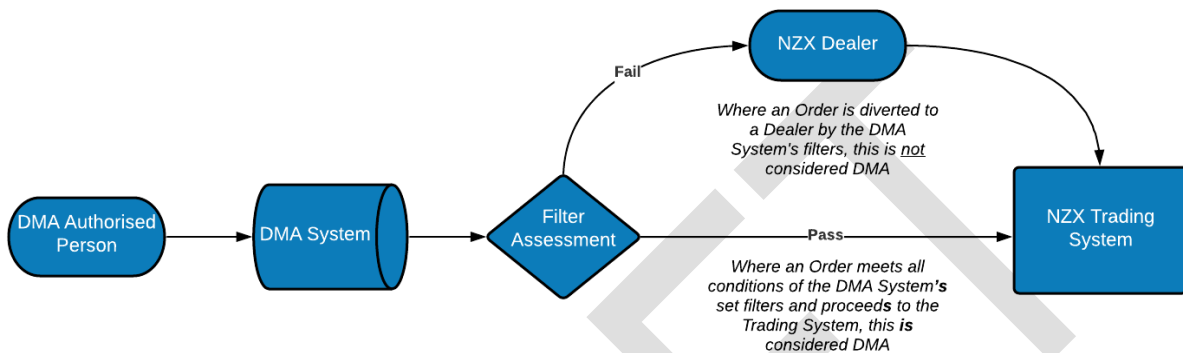 NZX Dealer
Fail
Where an Order is diverted to
a Dealer by the DMA
System's filters, this is not
considered DMA
DMA Authorised
Person
DMA System
Filter
Assessment
Pass
NZX Trading
System
Where an Order meets all
conditions of the DMA System's
set filters and proceeds to the
Trading System, this is
considered DMA